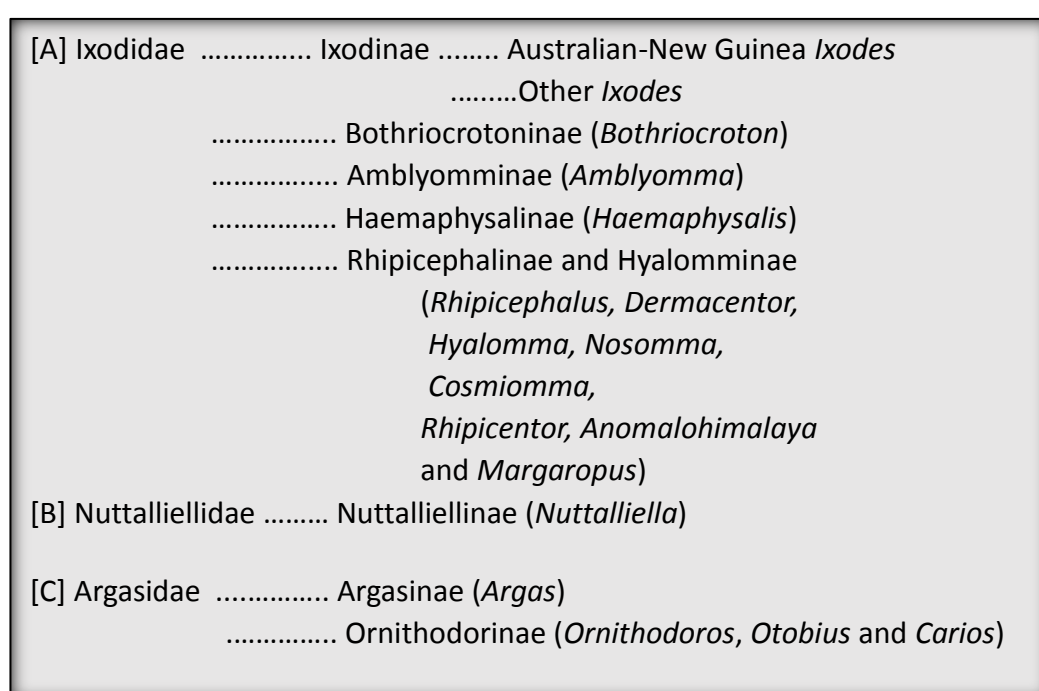 [A] Ixodidae ………….. Ixodinae …..... Australian-New Guinea Ixodes
……..…Other Ixodes
…………….. Bothriocrotoninae (Bothriocroton)
…………….... Amblyomminae (Amblyomma)
…………….. Haemaphysalinae (Haemaphysalis)
…………….... Rhipicephalinae and Hyalomminae
(Rhipicephalus, Dermacentor,
Hyalomma, Nosomma,
Cosmiomma,
Rhipicentor, Anomalohimalaya
and Margaropus)
[B] Nuttalliellidae ……… Nuttalliellinae (Nuttalliella)
[C] Argasidae ....………….. Argasinae (Argas)
…………….. Ornithodorinae (Ornithodoros, Otobius and Carios)